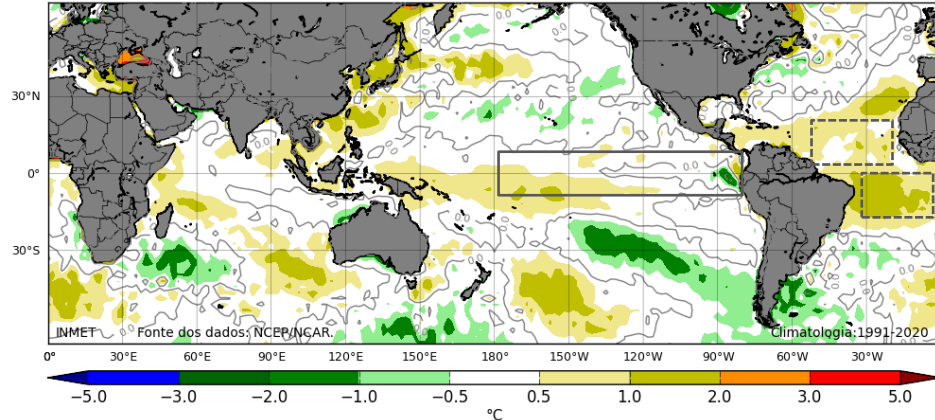 30°N
0°
30°S
INMET Fonte dos dados: NCEP/NCAR. Climatologia:1991-2020
0° 30°E 60°E 90°E 120°E 150°E 180° 150°W 120°W 90°W 60°W 30°W
−5.0 −3.0 −2.0 −1.0 −0.5 0.5 1.0 2.0 3.0 5.0
°C